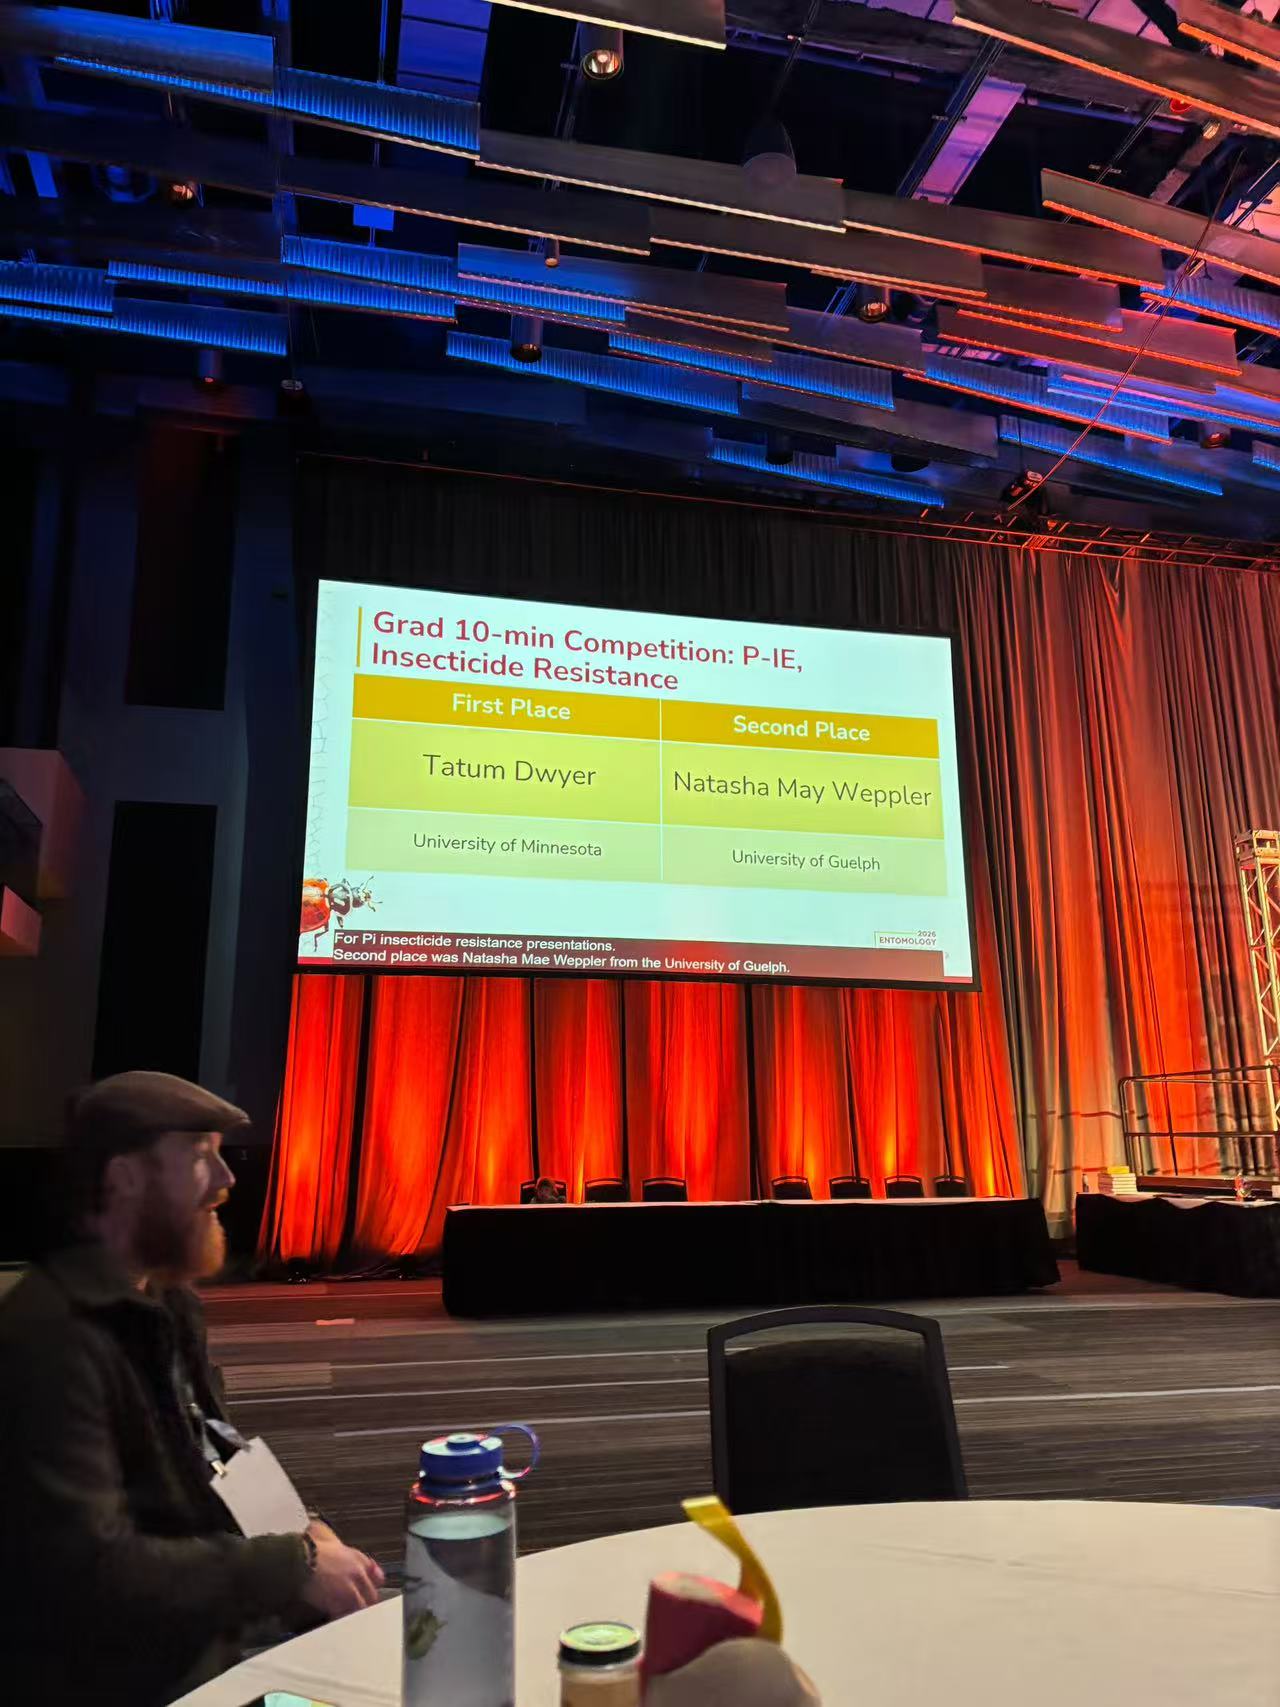 Grad 10-min Competition: P-IE,
Insecticide Resistance
First Place
Second Place
Tatum Dwyer
Natasha May Weppler
University of Minnesota
University of Guelph
2026
ENTOMOLOGY
For Pi insecticide resistance presentations.
Second place was Natasha Mae Weppler from the University of Guelph.